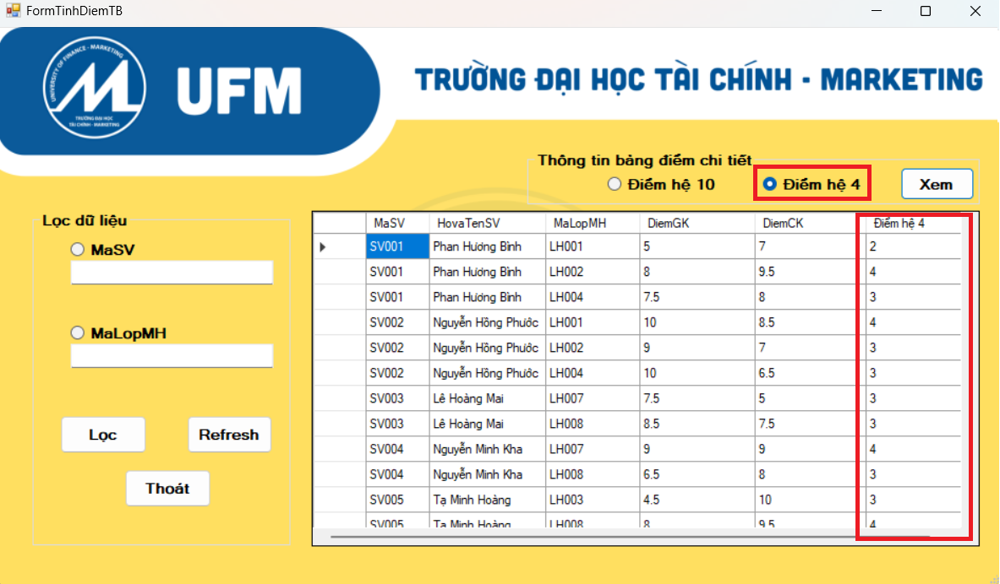 FormTinhDiemTB
UNIVERSITY OF FINANCE - MARKETING
TRƯỜNG ĐẠI HỌC
TÀI CHÍNH - MARKETING
UFM
TRƯỜNG ĐẠI HỌC TÀI CHÍNH - MARKETING
Thông tin bảng điểm chi tiết
Điểm hệ 10
Điểm hệ 4
Xem
Lọc dữ liệu
MaSV
MaLopMH
Lọc
Refresh
Thoát
MaSV HovaTenSV MaLopMH DiemGK DiemCK Điểm hệ 4
SV001 Phan Hương Bình LH001 5 7 2
SV001 Phan Hương Bình LH002 8 9.5 4
SV001 Phan Hương Bình LH004 7.5 8 3
SV002 Nguyễn Hồng Phước LH001 10 8.5 4
SV002 Nguyễn Hồng Phước LH002 9 7 3
SV002 Nguyễn Hồng Phước LH004 10 6.5 3
SV003 Lê Hoàng Mai LH007 7.5 5 3
SV003 Lê Hoàng Mai LH008 8.5 7.5 3
SV004 Nguyễn Minh Kha LH007 9 9 4
SV004 Nguyễn Minh Kha LH008 6.5 8 3
SV005 Tạ Minh Hoàng LH003 4.5 10 3
SV005 Tạ Minh Hoàng LH008 8 9.5 4